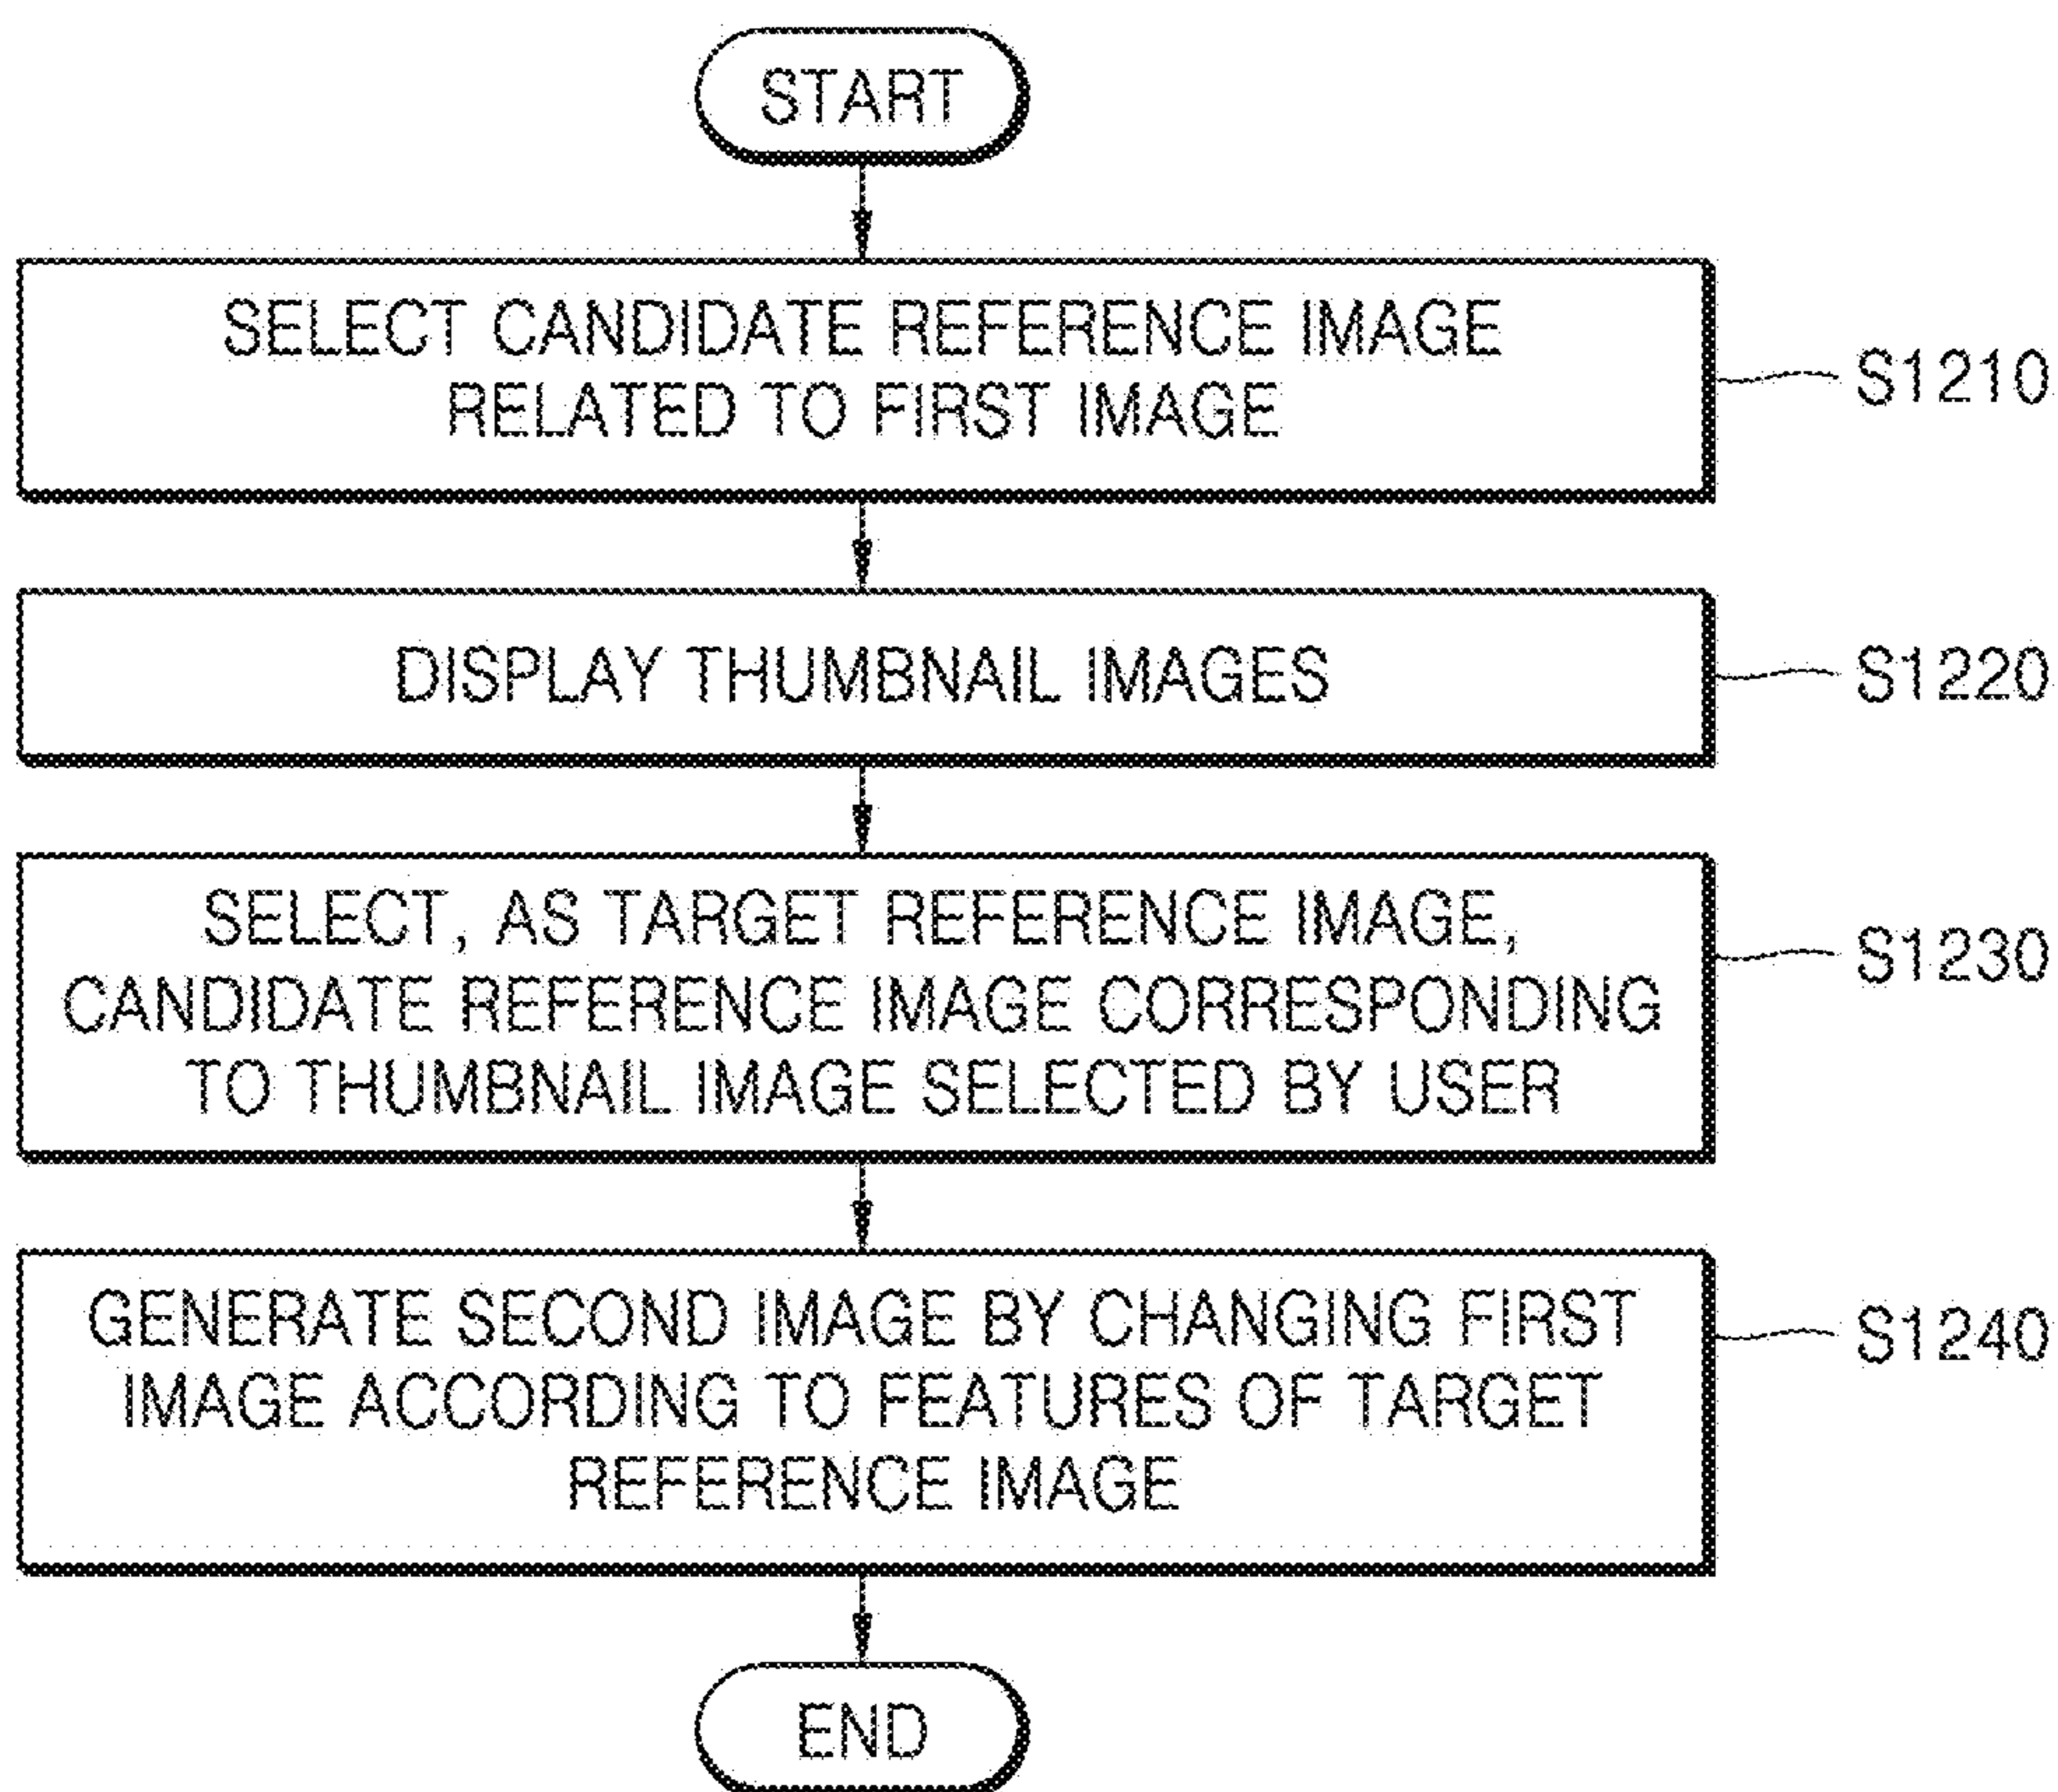 START
SELECT CANDIDATE REFERENCE IMAGE
RELATED TO FIRST IMAGE
S1210
DISPLAY THUMBNAIL IMAGES
S1220
SELECT, AS TARGET REFERENCE IMAGE,
CANDIDATE REFERENCE IMAGE CORRESPONDING
TO THUMBNAIL IMAGE SELECTED BY USER
S1230
GENERATE SECOND IMAGE BY CHANGING FIRST
IMAGE ACCORDING TO FEATURES OF TARGET
REFERENCE IMAGE
S1240
END